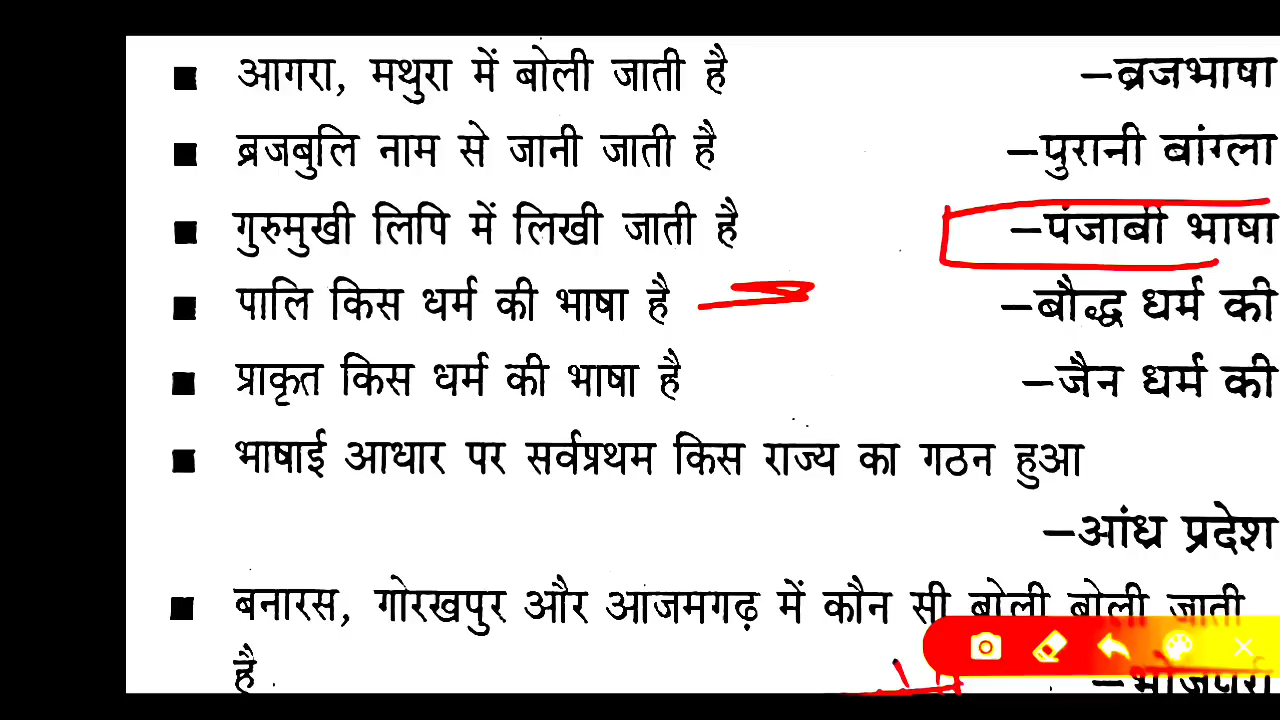 ■ आगरा, मथुरा में बोली जाती है –ब्रजभाषा
■ ब्रजबुलि नाम से जानी जाती है –पुरानी बांग्ला
■ गुरुमुखी लिपि में लिखी जाती है –पंजाबी भाषा
■ पालि किस धर्म की भाषा है –बौद्ध धर्म की
■ प्राकृत किस धर्म की भाषा है –जैन धर्म की
■ भाषाई आधार पर सर्वप्रथम किस राज्य का गठन हुआ
–आंध्र प्रदेश
■ बनारस, गोरखपुर और आजमगढ़ में कौन सी बोली बोली जाती
है –भोजपुरी